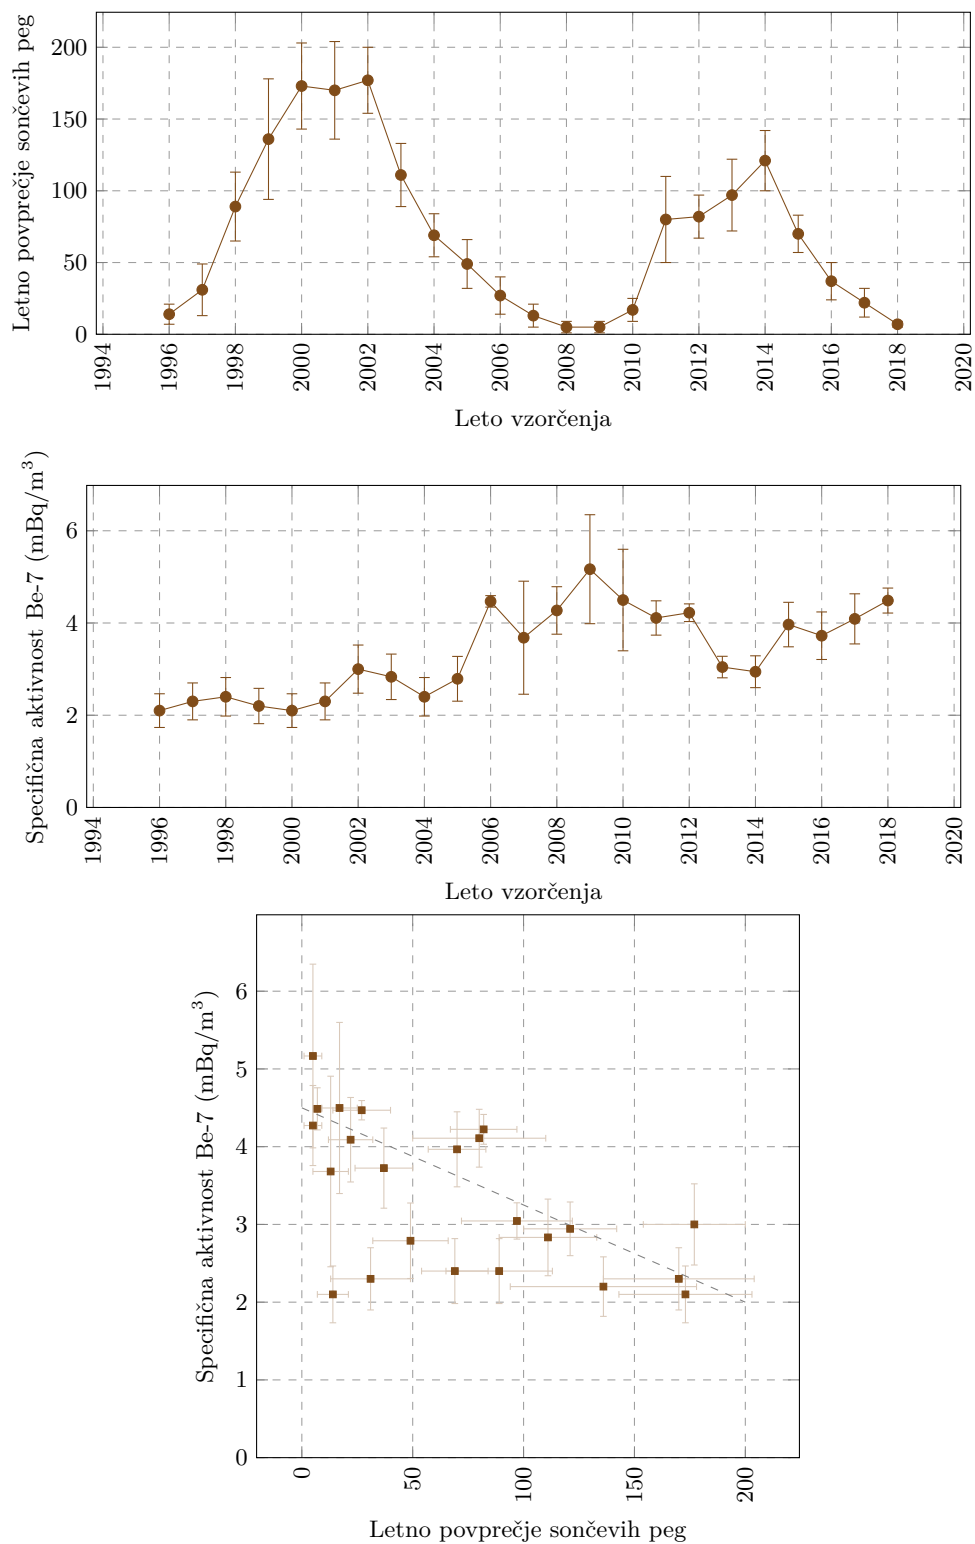 Letno povprečje sončevih peg
200
150
100
50
0
1994 1996 1998 2000 2002 2004 2006 2008 2010 2012 2014 2016 2018 2020
Leto vzorčenja
Specifična aktivnost Be-7 (mBq/m³)
6
4
2
0
1994 1996 1998 2000 2002 2004 2006 2008 2010 2012 2014 2016 2018 2020
Leto vzorčenja
Specifična aktivnost Be-7 (mBq/m³)
6
5
4
3
2
1
0
0 50 100 150 200
Letno povprečje sončevih peg